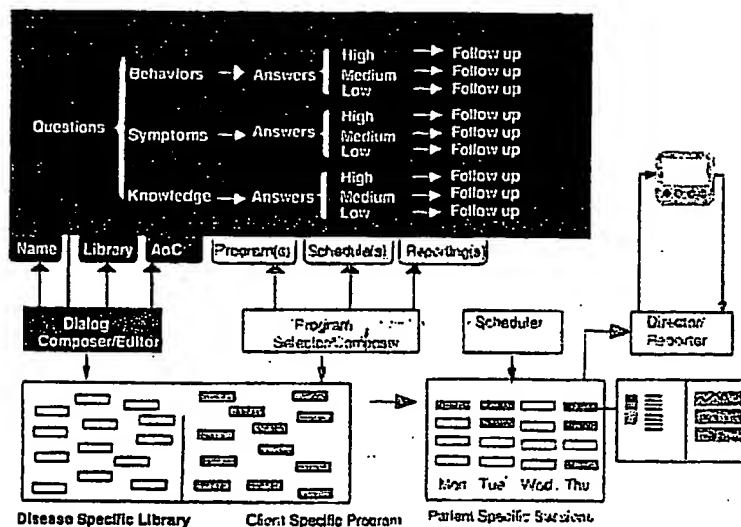 Behaviors → Answers
High → Follow up
Medium → Follow up
Low → Follow up
Questions
Symptoms → Answers
High → Follow up
Medium → Follow up
Low → Follow up
Knowledge → Answers
High → Follow up
Medium → Follow up
Low → Follow up
Name Library AoC Program(s) Schedule(s) Reporting(s)
Dialog
Composer/Editor
Program
Selector/Composer
Scheduler
Director/
Reporter
Mon Tue Wed. Thu
Disease Specific Library Client Specific Program Patient Specific Sessions